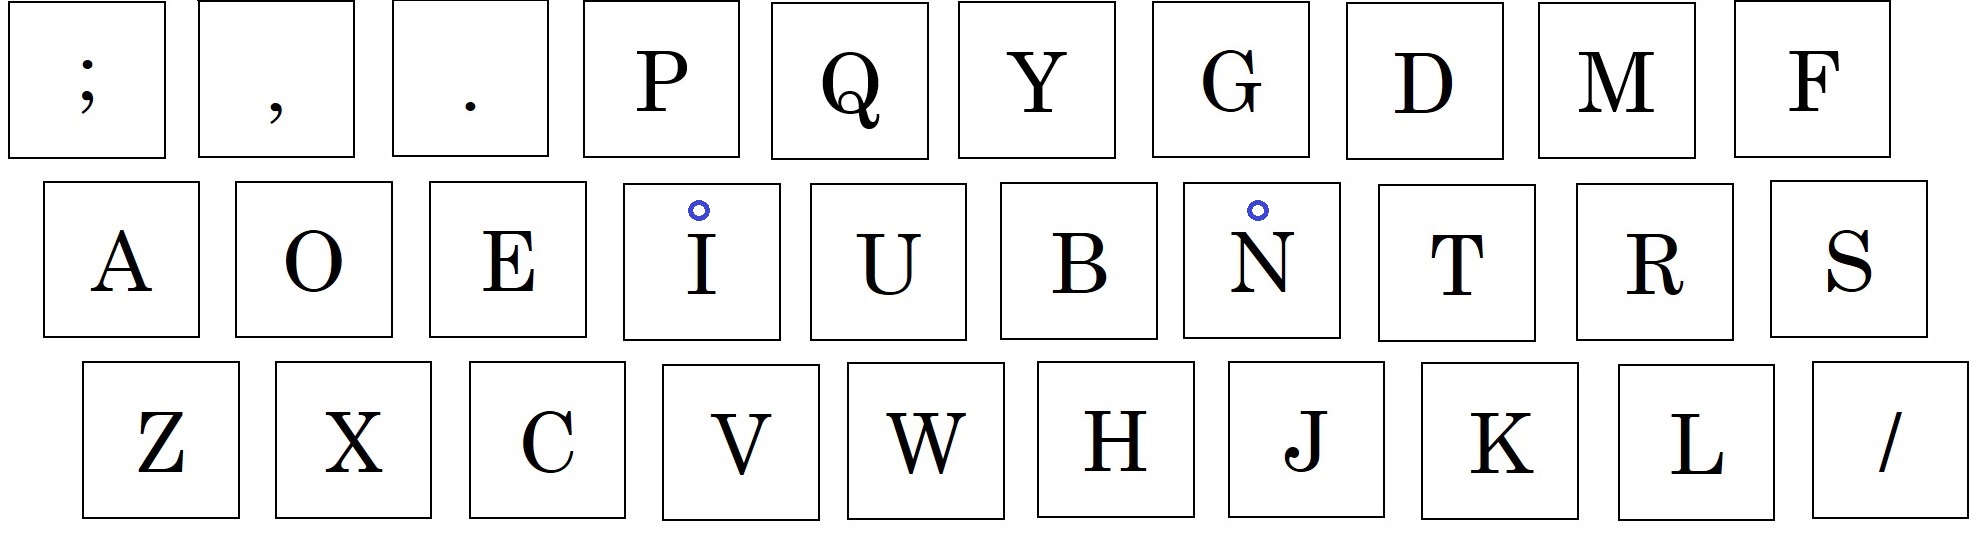 ; , . P Q Y G D M F
A O E I U B N T R S
Z X C V W H J K L /